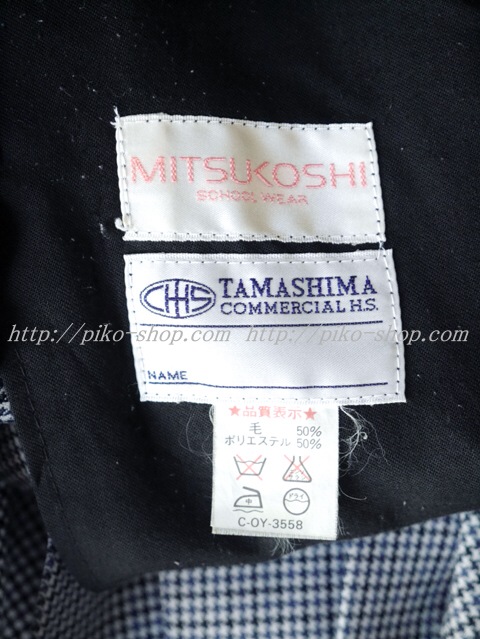 MITSUKOSHI
SCHOOL WEAR
CHS TAMASHIMA
COMMERCIAL H.S.
http://piko-shop.com http://piko-shop.com
NAME
★品質表示★
毛 50%
ポリエステル 50%
中 ドライ
C-OY-3558